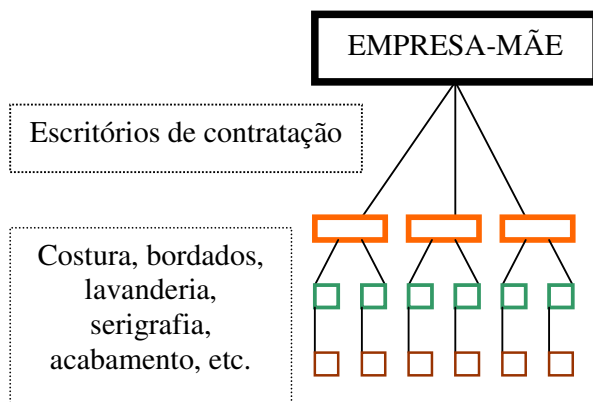 EMPRESA-MÃE
Escritórios de contratação
Costura, bordados,
lavanderia,
serigrafia,
acabamento, etc.